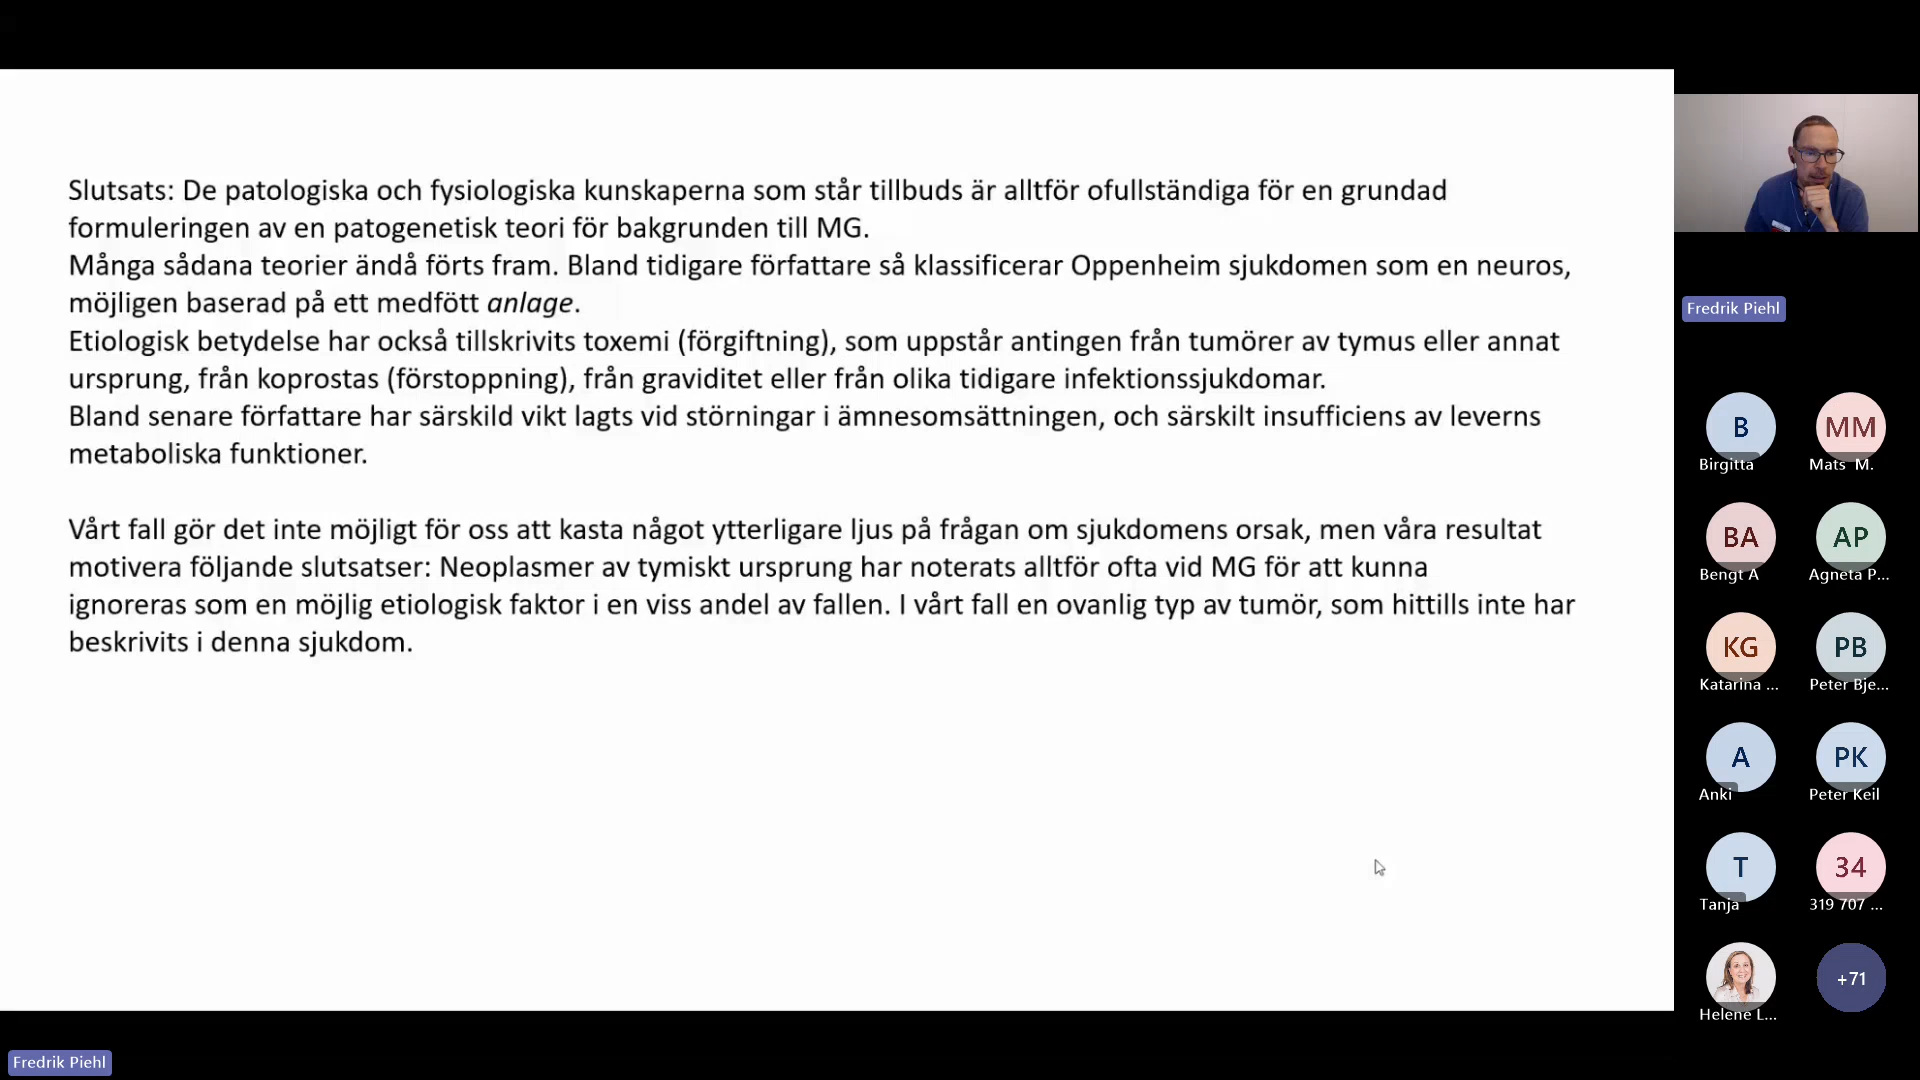 Slutsats: De patologiska och fysiologiska kunskaperna som står tillbuds är alltför ofullständiga för en grundad
formuleringen av en patogenetisk teori för bakgrunden till MG.
Många sådana teorier ändå förts fram. Bland tidigare författare så klassificerar Oppenheim sjukdomen som en neuros,
möjligen baserad på ett medfött anlage.
Etiologisk betydelse har också tillskrivits toxemi (förgiftning), som uppstår antingen från tumörer av tymus eller annat
ursprung, från koprostas (förstoppning), från graviditet eller från olika tidigare infektionssjukdomar.
Bland senare författare har särskild vikt lagts vid störningar i ämnesomsättningen, och särskilt insufficiens av leverns
metaboliska funktioner.
Vårt fall gör det inte möjligt för oss att kasta något ytterligare ljus på frågan om sjukdomens orsak, men våra resultat
motivera följande slutsatser: Neoplasmer av tymiskt ursprung har noterats alltför ofta vid MG för att kunna
ignoreras som en möjlig etiologisk faktor i en viss andel av fallen. I vårt fall en ovanlig typ av tumör, som hittills inte har
beskrivits i denna sjukdom.
Fredrik Piehl
B MM
Birgitta Mats M.
BA AP
Bengt A Agneta P...
KG PB
Katarina ... Peter Bje...
A PK
Anki Peter Keil
T 34
Tanja 319 707 ...
+71
Helene L...
Fredrik Piehl